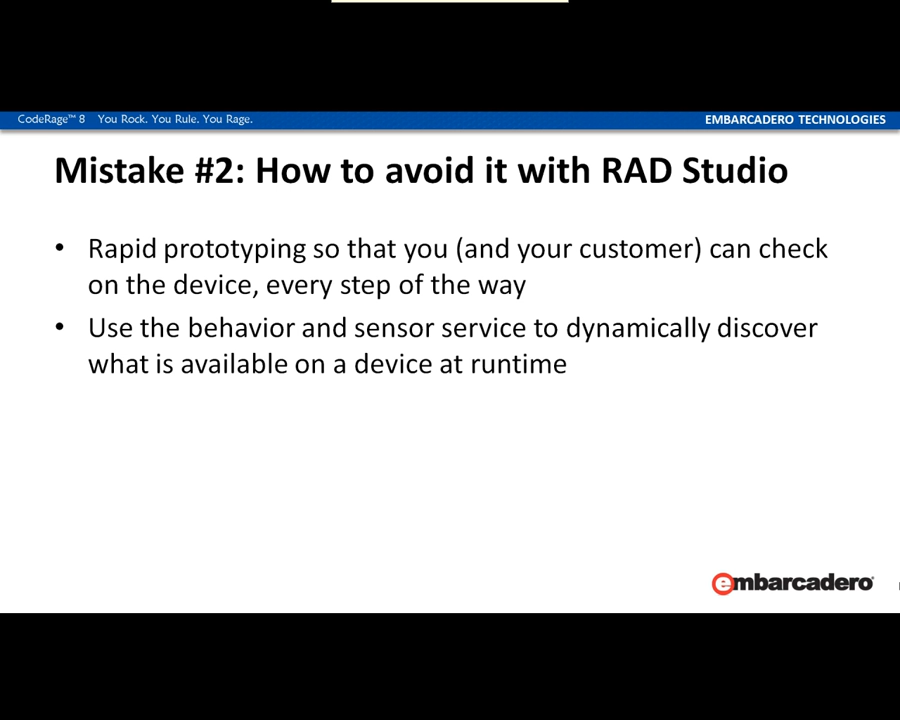 CodeRage™ 8 You Rock. You Rule. You Rage.
EMBARCADERO TECHNOLOGIES
Mistake #2: How to avoid it with RAD Studio
• Rapid prototyping so that you (and your customer) can check
on the device, every step of the way
• Use the behavior and sensor service to dynamically discover
what is available on a device at runtime
embarcadero